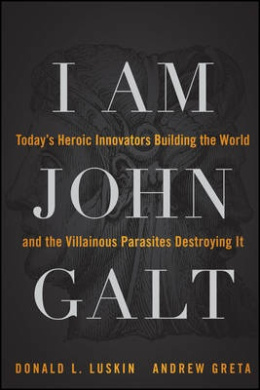 I AM
Today's Heroic Innovators Building the World
JOHN
and the Villainous Parasites Destroying It
GALT
DONALD L. LUSKIN ANDREW GRETA